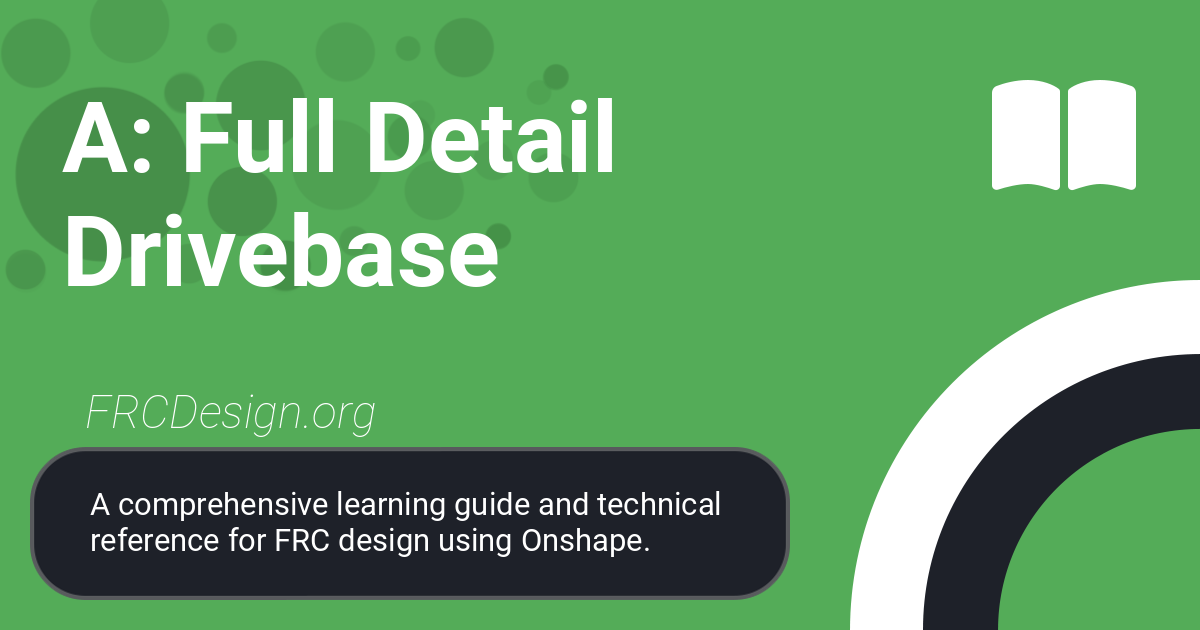 A: Full Detail
Drivebase
FRCDesign.org
A comprehensive learning guide and technical
reference for FRC design using Onshape.